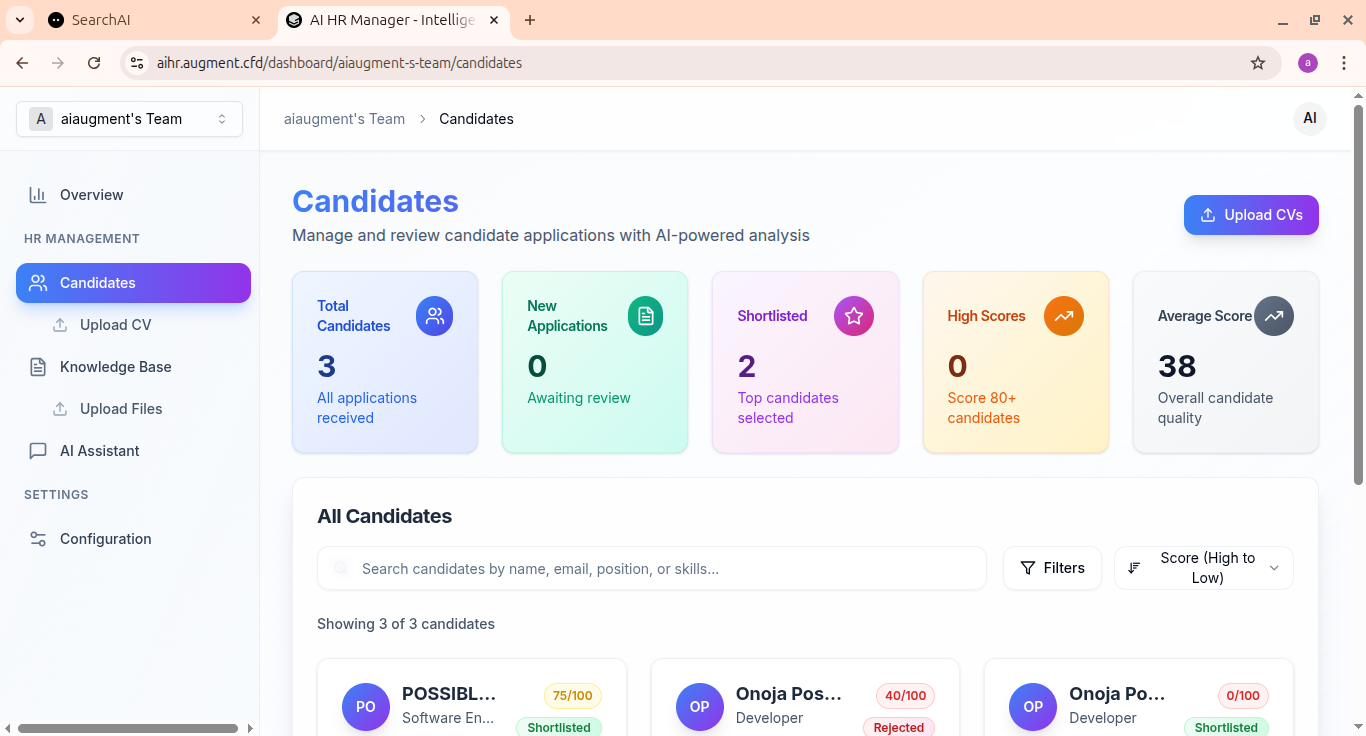 SearchAI
AI HR Manager - Intellige
aihr.augment.cfd/dashboard/aiaugment-s-team/candidates
a
A
aiaugment's Team
aiaugment's Team
Candidates
AI
Overview
HR MANAGEMENT
Candidates
Upload CV
Knowledge Base
Upload Files
AI Assistant
SETTINGS
Configuration
Candidates
Manage and review candidate applications with AI-powered analysis
Upload CVs
Total
Candidates
3
All applications
received
New
Applications
0
Awaiting review
Shortlisted
2
Top candidates
selected
High Scores
0
Score 80+
candidates
Average Score
38
Overall candidate
quality
All Candidates
Search candidates by name, email, position, or skills...
Filters
Score (High to
Low)
Showing 3 of 3 candidates
PO
POSSIBL...
75/100
Software En...
Shortlisted
OP
Onoja Pos...
40/100
Developer
Rejected
OP
Onoja Po...
0/100
Developer
Shortlisted